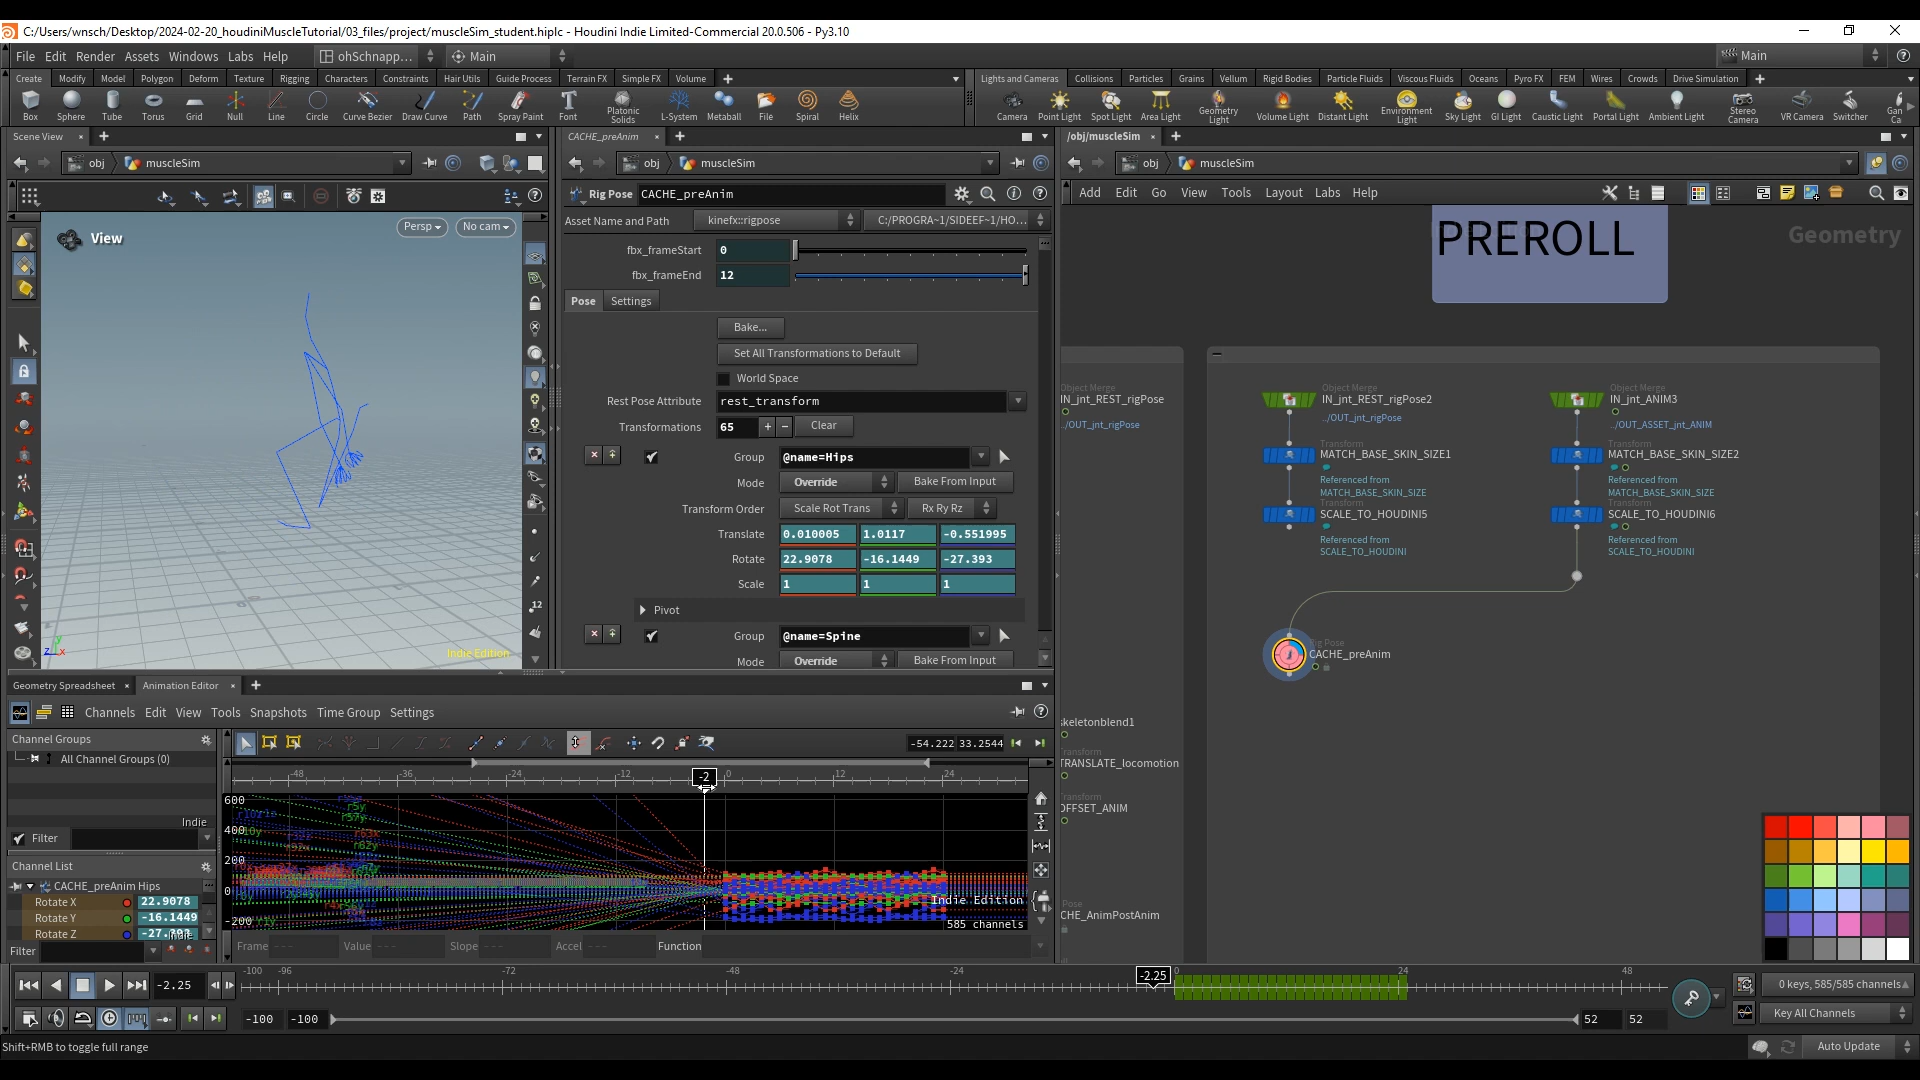 C:/Users/wnsch/Desktop/2024-02-20_houdiniMuscleTutorial/03_files/project/muscleSim_student.hiplc - Houdini Indie Limited-Commercial 20.0.506 - Py3.10
File Edit Render Assets Windows Labs Help ohSchnapp... Main Main
Create Modify Model Polygon Deform Texture Rigging Characters Constraints Hair Utils Guide Process Terrain FX Simple FX Volume
Lights and Cameras Collisions Particles Grains Vellum Rigid Bodies Particle Fluids Viscous Fluids Oceans Pyro FX FEM Wires Crowds Drive Simulation
Box Sphere Tube Torus Grid Null Line Circle Curve Bezier Draw Curve Path Spray Paint Font Platonic Solids L-System Metaball File Spiral Helix
Camera Point Light Spot Light Area Light Geometry Light Volume Light Distant Light Environment Light Sky Light GI Light Caustic Light Portal Light Ambient Light Stereo Camera VR Camera Switcher
Scene View CACHE_preAnim /obj/muscleSim
obj muscleSim
obj muscleSim
obj muscleSim
Rig Pose CACHE_preAnim
Add Edit Go View Tools Layout Labs Help
Asset Name and Path kinefx::rigpose C:/PROGRA~1/SIDEEF~1/HO...
View Persp No cam
fbx_frameStart 0
fbx_frameEnd 12
Pose Settings
Bake...
Set All Transformations to Default
World Space
Rest Pose Attribute rest_transform
Transformations 65 + - Clear
Group @name=Hips
Mode Override Bake From Input
Transform Order Scale Rot Trans Rx Ry Rz
Translate 0.010005 1.0117 -0.551995
Rotate 22.9078 -16.1449 -27.393
Scale 1 1 1
Pivot
Group @name=Spine
Mode Override Bake From Input
Indie Edition
PREROLL
Geometry
Object Merge
IN_jnt_REST_rigPose
../OUT_jnt_rigPose
Object Merge
IN_jnt_REST_rigPose2
../OUT_jnt_rigPose
Transform
MATCH_BASE_SKIN_SIZE1
Referenced from
MATCH_BASE_SKIN_SIZE
Transform
SCALE_TO_HOUDINI5
Referenced from
SCALE_TO_HOUDINI
Object Merge
IN_jnt_ANIM3
../OUT_ASSET_jnt_ANIM
Transform
MATCH_BASE_SKIN_SIZE2
Referenced from
MATCH_BASE_SKIN_SIZE
Transform
SCALE_TO_HOUDINI6
Referenced from
SCALE_TO_HOUDINI
Rig Pose
CACHE_preAnim
skeletonblend1
Transform
TRANSLATE_locomotion
Transform
OFFSET_ANIM
Pose
CHE_AnimPostAnim
Geometry Spreadsheet Animation Editor
Channels Edit View Tools Snapshots Time Group Settings
Channel Groups
All Channel Groups (0)
Indie
Filter
Channel List
CACHE_preAnim Hips
Rotate X 22.9078
Rotate Y -16.1449
Rotate Z -27.393
Filter
-54.222 33.2544
-48 -36 -24 -12 -2 0 12 24
600
400
200
0
-200
Indie Edition
585 channels
Frame --- Value --- Slope --- Accel --- Function
-2.25
-100 -96 -72 -48 -24 -2.25 0 24 48
0 keys, 585/585 channels
-100 -100 52 52
Key All Channels
Shift+RMB to toggle full range
Auto Update